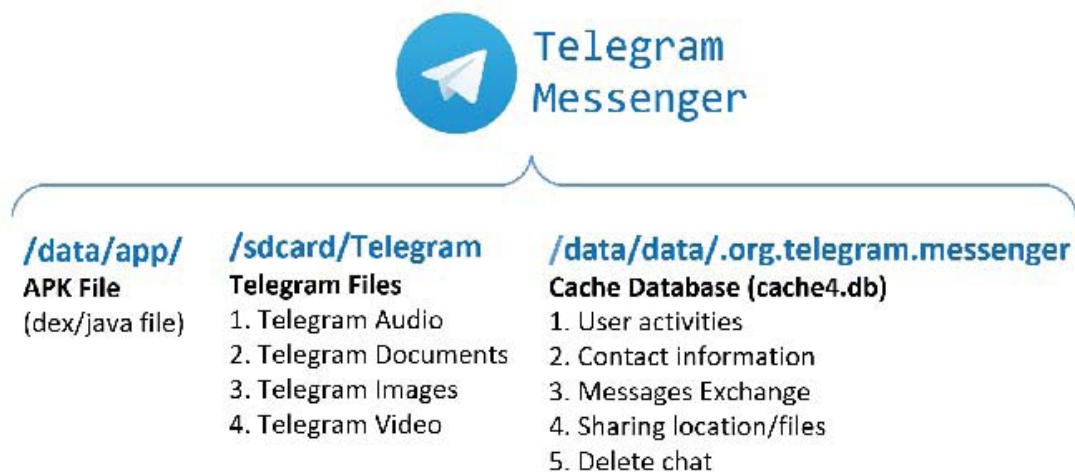 Telegram
Messenger
/data/app/
APK File
(dex/java file)
/sdcard/Telegram
Telegram Files
1. Telegram Audio
2. Telegram Documents
3. Telegram Images
4. Telegram Video
/data/data/.org.telegram.messenger
Cache Database (cache4.db)
1. User activities
2. Contact information
3. Messages Exchange
4. Sharing location/files
5. Delete chat